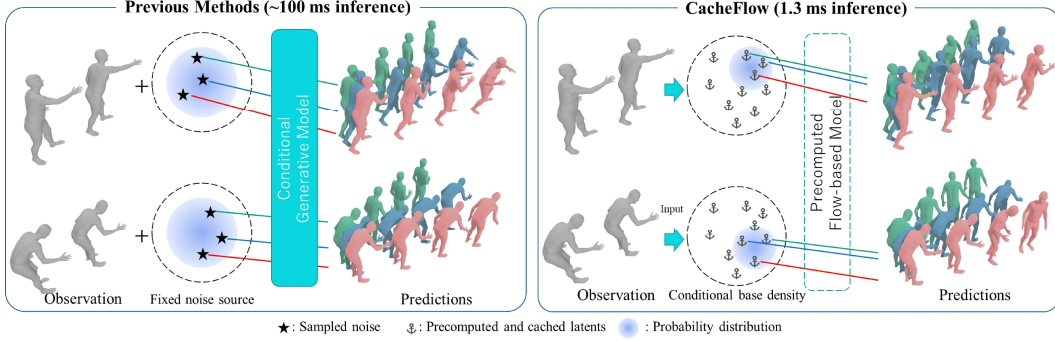 Previous Methods (~100 ms inference)
Conditional
Generative Model
Observation
Fixed noise source
Predictions
CacheFlow (1.3 ms inference)
Input
Precomputed
Flow-based Model
Observation
Conditional base density
Predictions
: Sampled noise
: Precomputed and cached latents
: Probability distribution